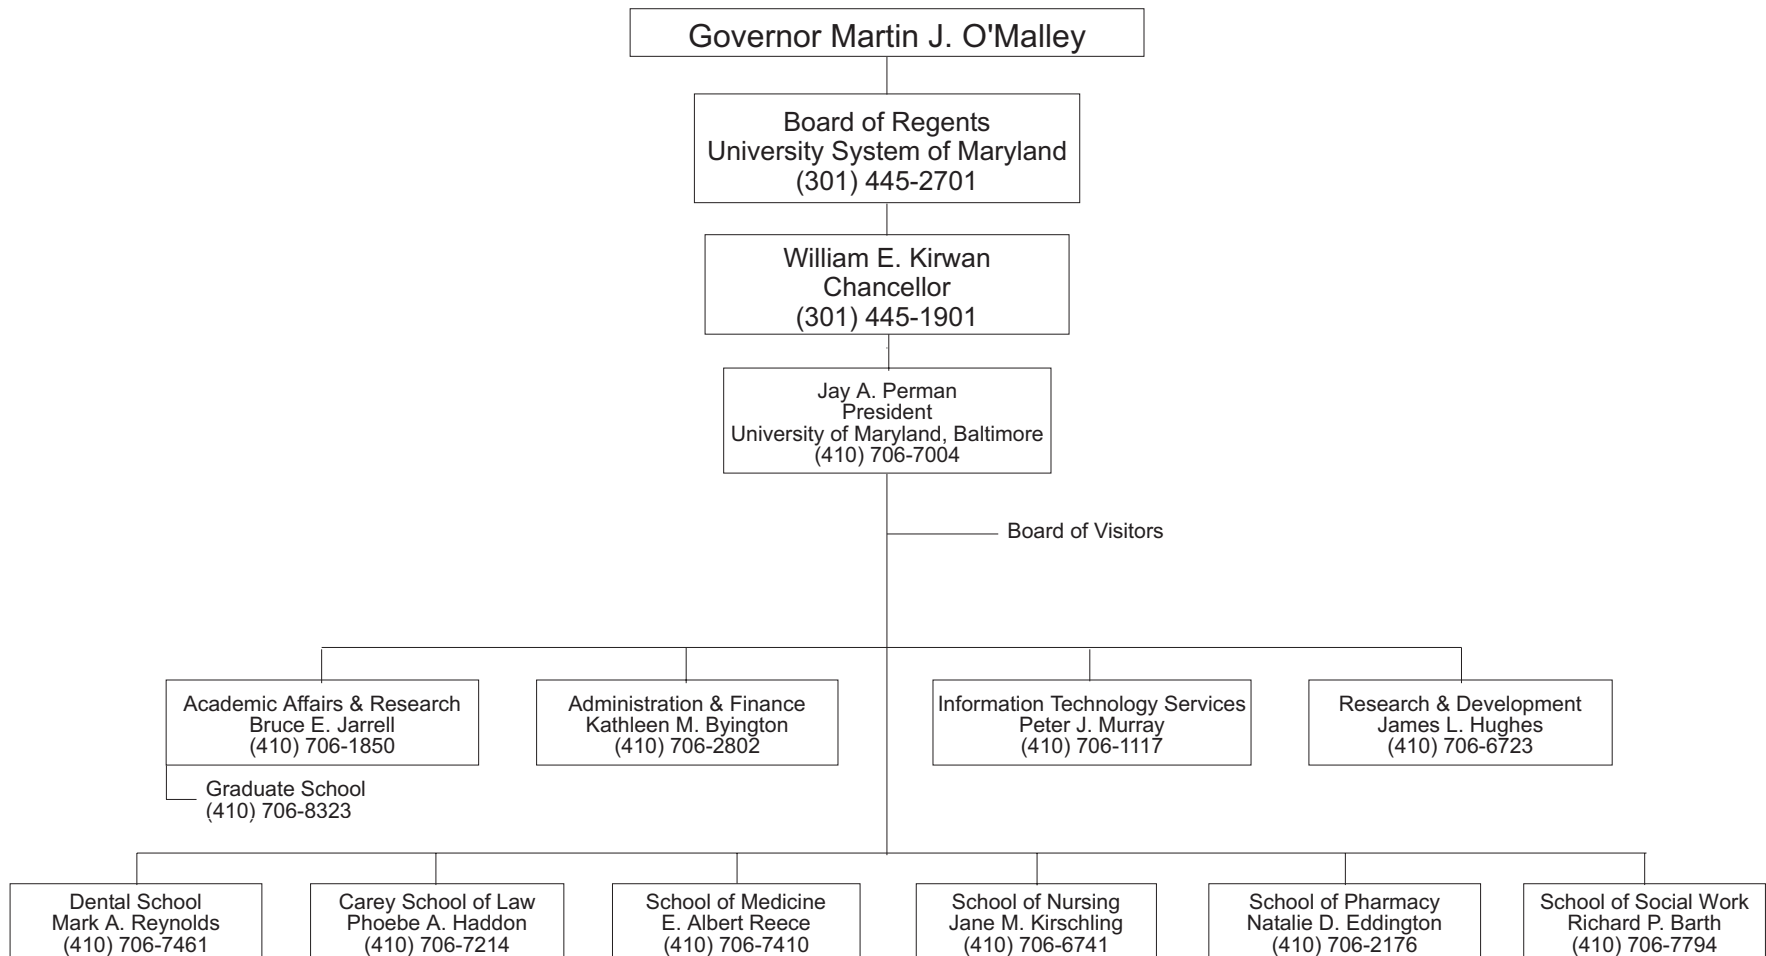 Governor Martin J. O'Malley
Board of Regents
University System of Maryland
(301) 445-2701
William E. Kirwan
Chancellor
(301) 445-1901
Jay A. Perman
President
University of Maryland, Baltimore
(410) 706-7004
Board of Visitors
Academic Affairs & Research
Bruce E. Jarrell
(410) 706-1850
Administration & Finance
Kathleen M. Byington
(410) 706-2802
Information Technology Services
Peter J. Murray
(410) 706-1117
Research & Development
James L. Hughes
(410) 706-6723
Graduate School
(410) 706-8323
Dental School
Mark A. Reynolds
(410) 706-7461
Carey School of Law
Phoebe A. Haddon
(410) 706-7214
School of Medicine
E. Albert Reece
(410) 706-7410
School of Nursing
Jane M. Kirschling
(410) 706-6741
School of Pharmacy
Natalie D. Eddington
(410) 706-2176
School of Social Work
Richard P. Barth
(410) 706-7794